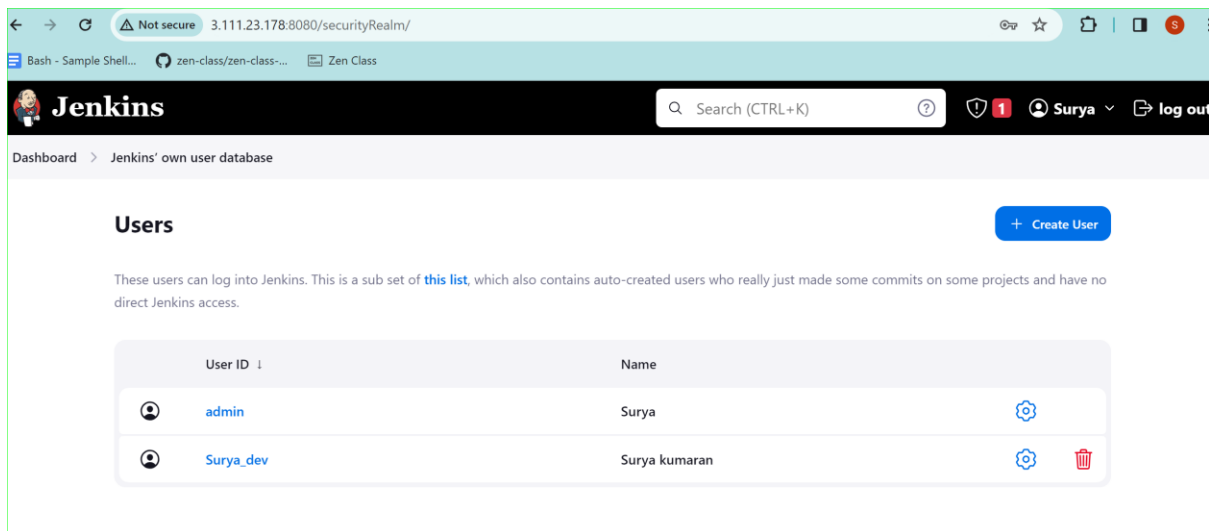 Not secure 3.111.23.178:8080/securityRealm/ S
Bash - Sample Shell... zen-class/zen-class-... Zen Class
Jenkins Search (CTRL+K) ? 1 Surya log out
Dashboard > Jenkins' own user database
Users + Create User
These users can log into Jenkins. This is a sub set of this list, which also contains auto-created users who really just made some commits on some projects and have no
direct Jenkins access.
User ID ↓ Name
admin Surya
Surya_dev Surya kumaran